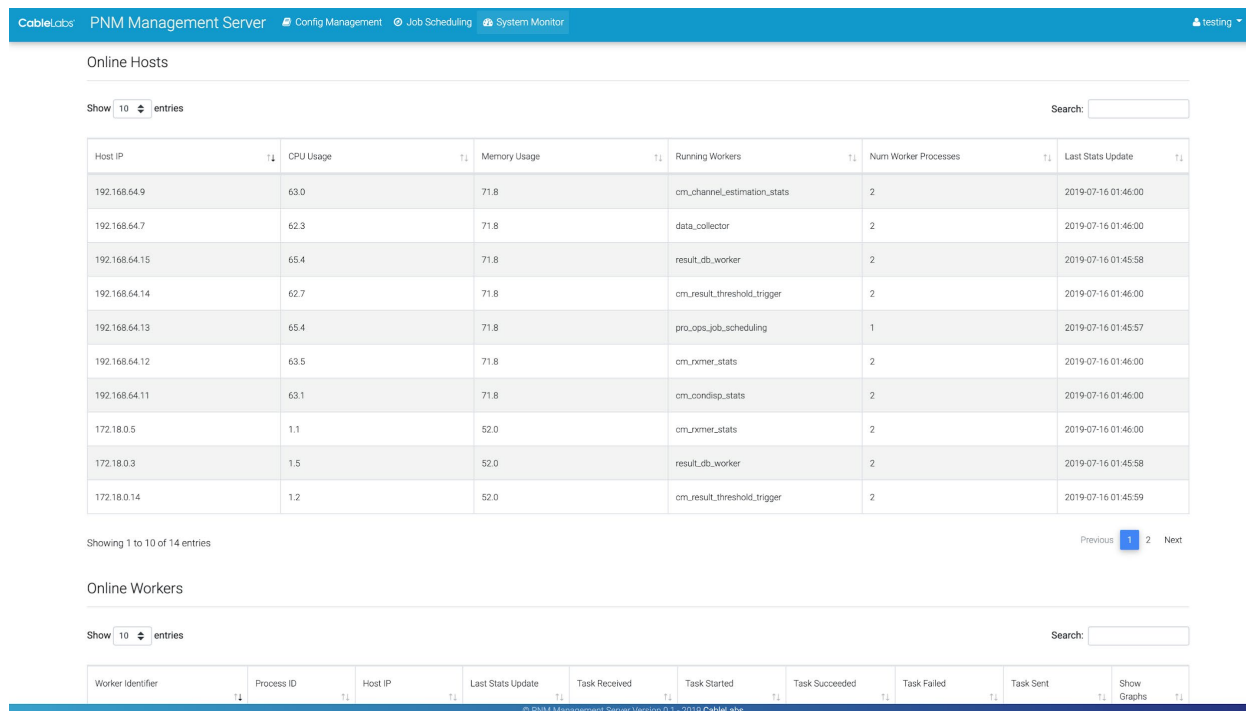 CableLabs PNM Management Server Config Management Job Scheduling System Monitor testing
Online Hosts
Show 10 entries Search:
Host IP CPU Usage Memory Usage Running Workers Num Worker Processes Last Stats Update
192.168.64.9 63.0 71.8 cm_channel_estimation_stats 2 2019-07-16 01:46:00
192.168.64.7 62.3 71.8 data_collector 2 2019-07-16 01:46:00
192.168.64.15 65.4 71.8 result_db_worker 2 2019-07-16 01:45:58
192.168.64.14 62.7 71.8 cm_result_threshold_trigger 2 2019-07-16 01:46:00
192.168.64.13 65.4 71.8 pro_ops_job_scheduling 1 2019-07-16 01:45:57
192.168.64.12 63.5 71.8 cm_rxmer_stats 2 2019-07-16 01:46:00
192.168.64.11 63.1 71.8 cm_condisp_stats 2 2019-07-16 01:46:00
172.18.0.5 1.1 52.0 cm_rxmer_stats 2 2019-07-16 01:46:00
172.18.0.3 1.5 52.0 result_db_worker 2 2019-07-16 01:45:58
172.18.0.14 1.2 52.0 cm_result_threshold_trigger 2 2019-07-16 01:45:59
Showing 1 to 10 of 14 entries Previous 1 2 Next
Online Workers
Show 10 entries Search:
Worker Identifier Process ID Host IP Last Stats Update Task Received Task Started Task Succeeded Task Failed Task Sent Show Graphs
© PNM Management Server Version 0.1 - 2019 CableLabs